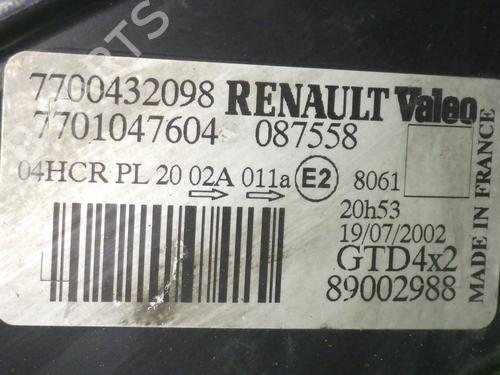 7700432098 RENAULT Valeo
7701047604 087558
04HCR PL 20 02A 011a E2 8061
20h53
19/07/2002
GTD4x2
89002988
MADE IN FRANCE
PARTS